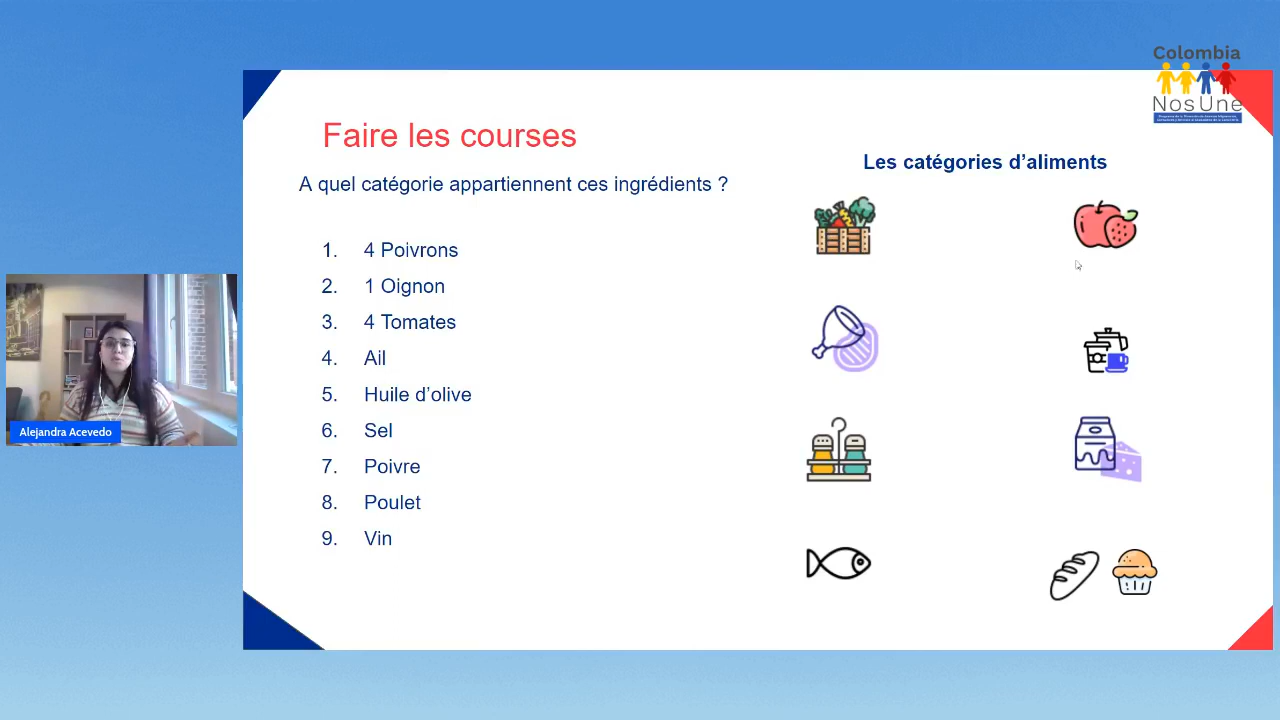 Colombia
NosUne
Faire les courses
Les catégories d'aliments
A quel catégorie appartiennent ces ingrédients ?
1. 4 Poivrons
2. 1 Oignon
3. 4 Tomates
4. Ail
5. Huile d'olive
6. Sel
7. Poivre
8. Poulet
9. Vin
Alejandra Acevedo